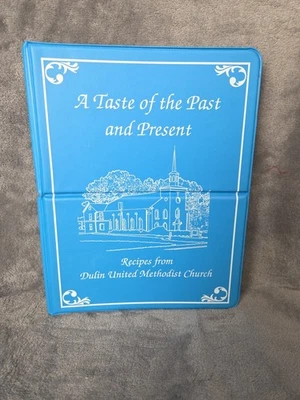 A Taste of the Past
and Present
Recipes from
Dulin United Methodist Church